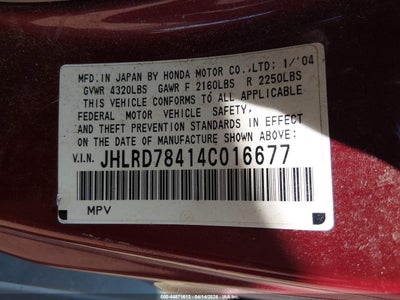 MFD.IN JAPAN BY HONDA MOTOR CO.,LTD: 1/'04
GVWR 4320LBS GAWR F 2160LBS R 2250LBS
THIS VEHICLE CONFORMS TO ALL APPLICABLE
FEDERAL MOTOR VEHICLE SAFETY,
AND THEFT PREVENTION STANDARDS IN EFFECT
ON THE DATE OF MANUFACTURE SHOWN ABOVE:
V.I.N. JHLRD78414C016677
MPV